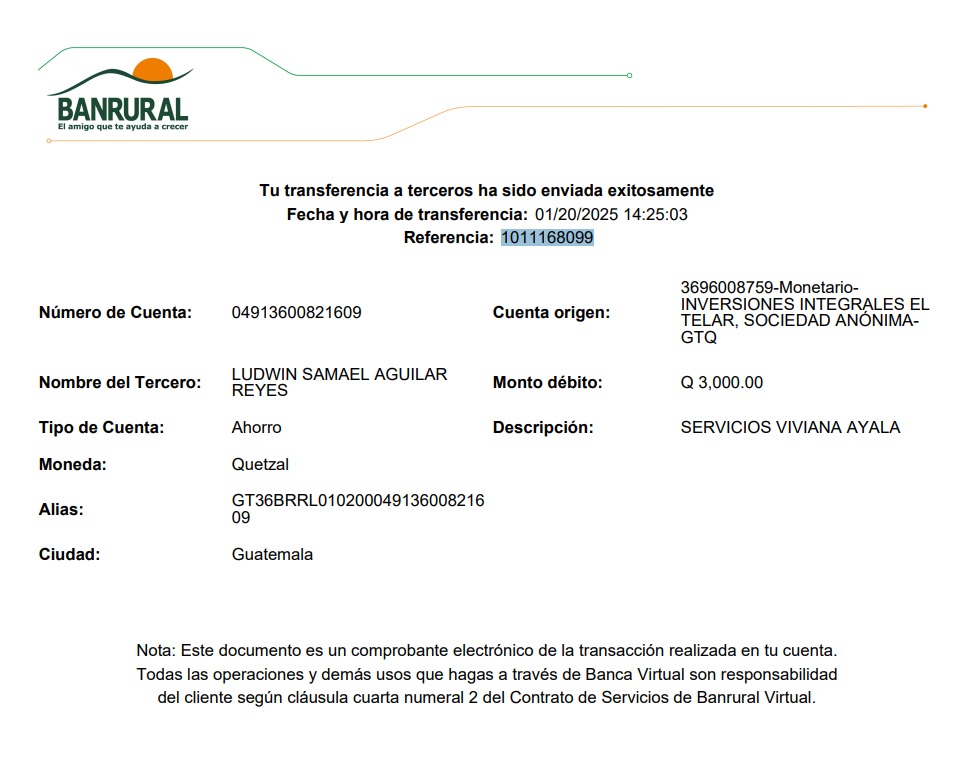 BANRURAL
El amigo que te ayuda a crecer
Tu transferencia a terceros ha sido enviada exitosamente
Fecha y hora de transferencia: 01/20/2025 14:25:03
Referencia: 1011168099
Número de Cuenta: 04913600821609
Cuenta origen: 3696008759-Monetario-
INVERSIONES INTEGRALES EL
TELAR, SOCIEDAD ANÓNIMA-
GTQ
Nombre del Tercero: LUDWIN SAMAEL AGUILAR
REYES
Monto débito: Q 3,000.00
Tipo de Cuenta: Ahorro
Descripción: SERVICIOS VIVIANA AYALA
Moneda: Quetzal
Alias: GT36BRRL010200049136008216
09
Ciudad: Guatemala
Nota: Este documento es un comprobante electrónico de la transacción realizada en tu cuenta.
Todas las operaciones y demás usos que hagas a través de Banca Virtual son responsabilidad
del cliente según cláusula cuarta numeral 2 del Contrato de Servicios de Banrural Virtual.